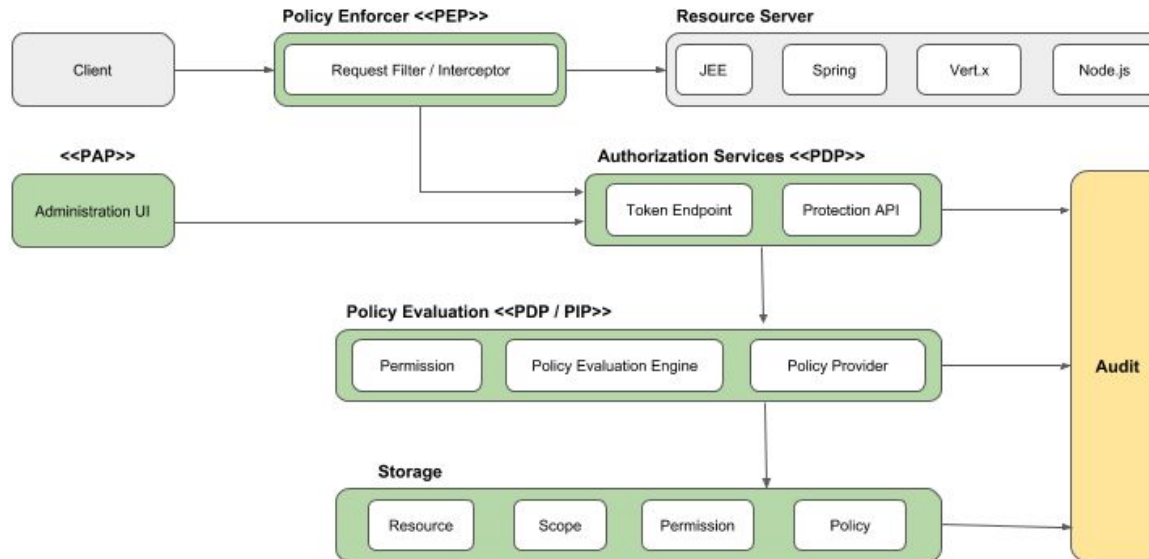 Policy Enforcer <<PEP>>
Resource Server
Client
Request Filter / Interceptor
JEE
Spring
Vert.x
Node.js
<<PAP>>
Authorization Services <<PDP>>
Administration UI
Token Endpoint
Protection API
Policy Evaluation <<PDP / PIP>>
Permission
Policy Evaluation Engine
Policy Provider
Audit
Storage
Resource
Scope
Permission
Policy